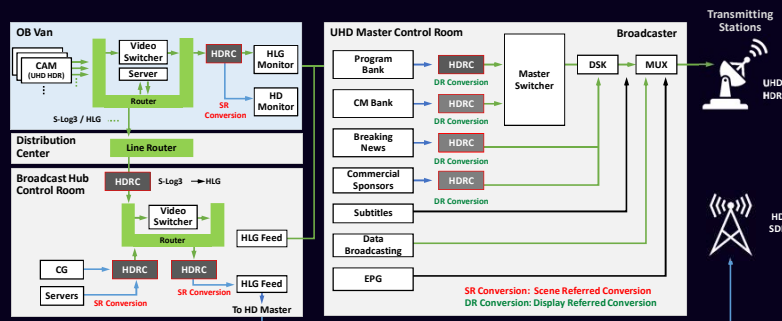 OB Van
CAM
(UHD HDR)
Video
Switcher
Server
Router
HDRC
HLG
Monitor
HD
Monitor
SR
Conversion
S-Log3 / HLG
Distribution
Center
Line Router
Broadcast Hub
Control Room
HDRC
S-Log3
HLG
Video
Switcher
Router
HLG Feed
CG
HDRC
HDRC
Servers
SR Conversion
SR Conversion
HLG Feed
To HD Master
UHD Master Control Room
Broadcaster
Program
Bank
HDRC
DR Conversion
CM Bank
HDRC
DR Conversion
Master
Switcher
DSK
MUX
Breaking
News
HDRC
DR Conversion
Commercial
Sponsors
HDRC
DR Conversion
Subtitles
Data
Broadcasting
EPG
SR Conversion: Scene Referred Conversion
DR Conversion: Display Referred Conversion
Transmitting
Stations
UHD
HDR
HD